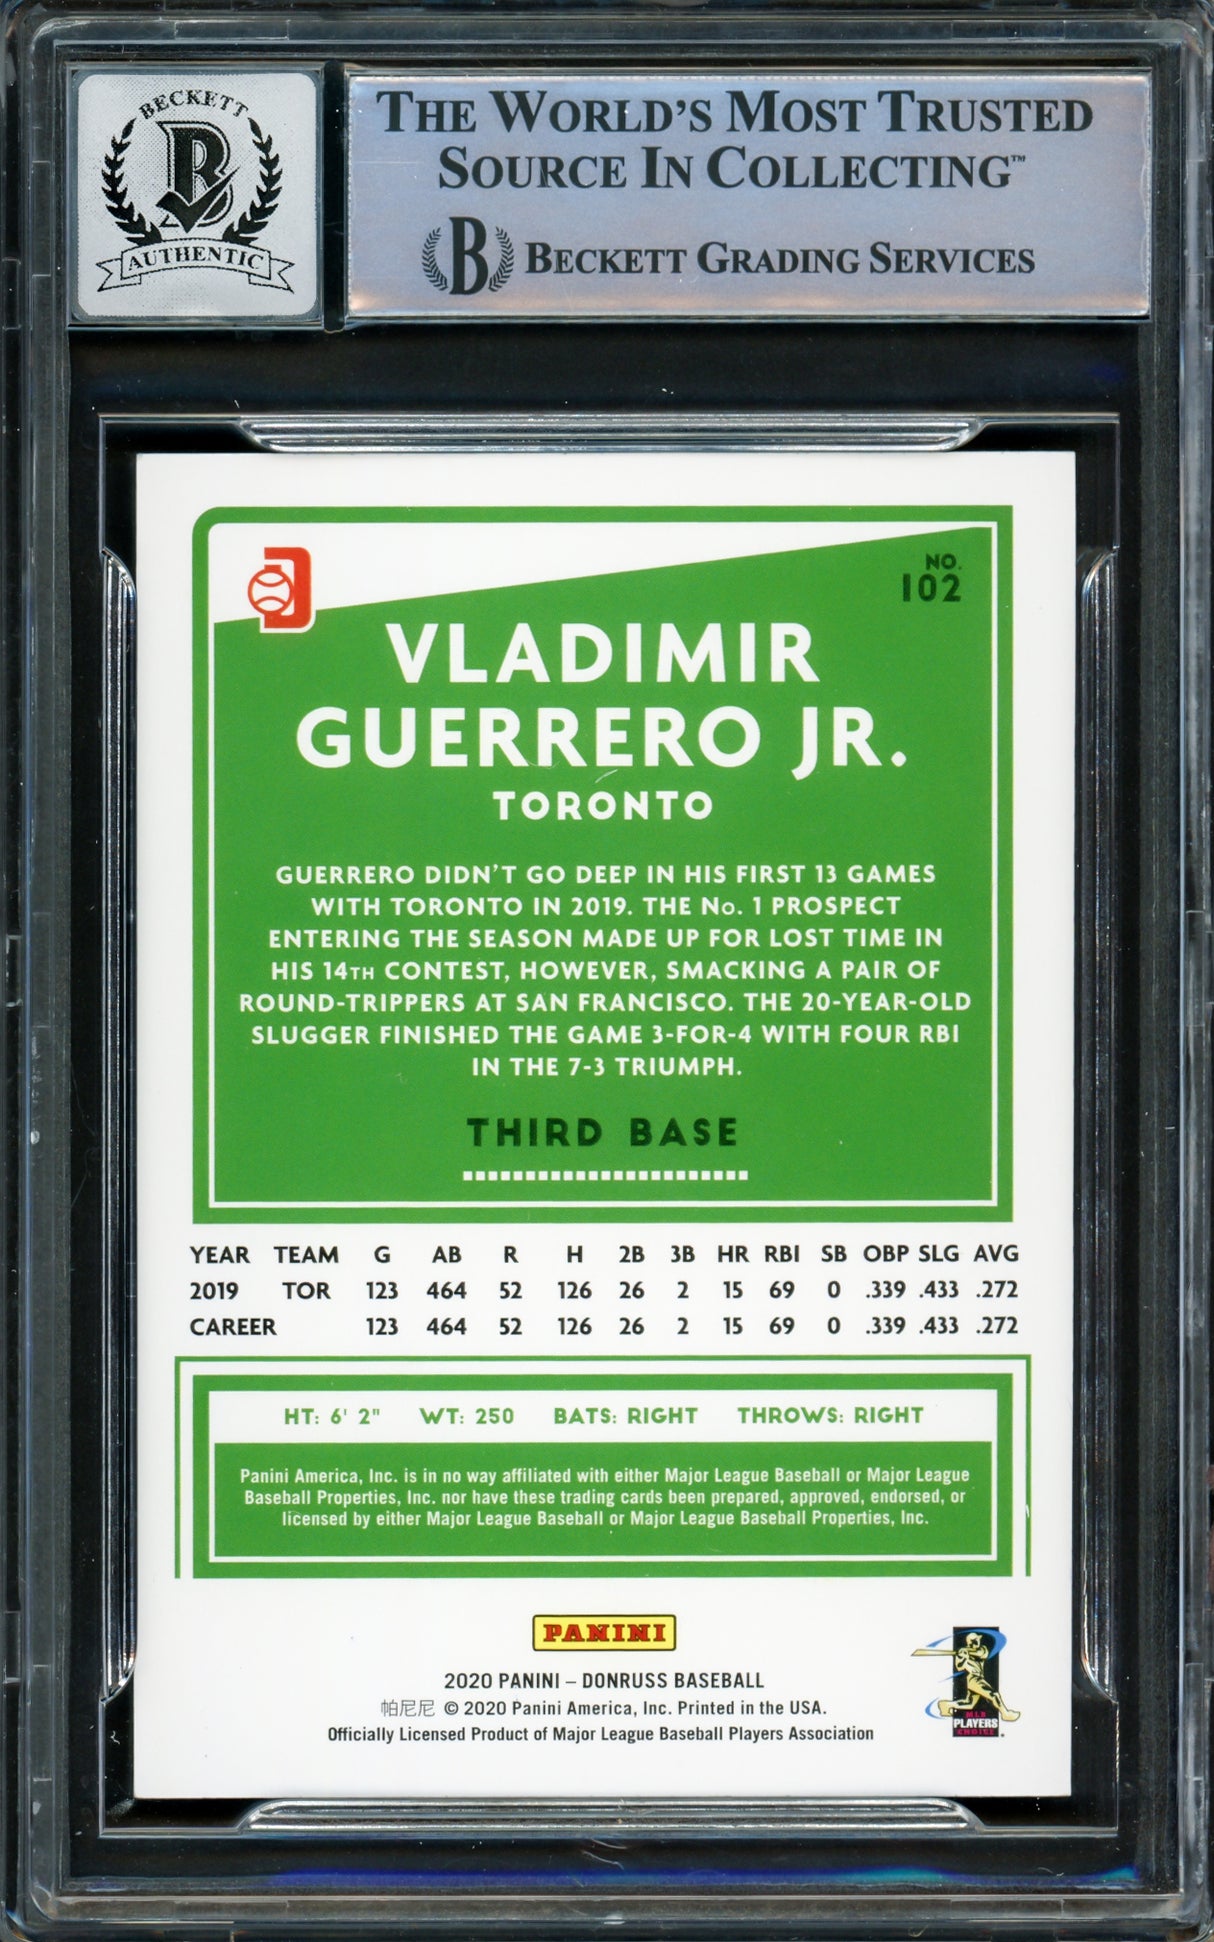 BECKETT
AUTHENTIC
THE WORLD'S MOST TRUSTED
SOURCE IN COLLECTING™
B BECKETT GRADING SERVICES
NO.
102
VLADIMIR
GUERRERO JR.
TORONTO
GUERRERO DIDN'T GO DEEP IN HIS FIRST 13 GAMES
WITH TORONTO IN 2019. THE No. 1 PROSPECT
ENTERING THE SEASON MADE UP FOR LOST TIME IN
HIS 14TH CONTEST, HOWEVER, SMACKING A PAIR OF
ROUND-TRIPPERS AT SAN FRANCISCO. THE 20-YEAR-OLD
SLUGGER FINISHED THE GAME 3-FOR-4 WITH FOUR RBI
IN THE 7-3 TRIUMPH.
THIRD BASE
YEAR TEAM G AB R H 2B 3B HR RBI SB OBP SLG AVG
2019 TOR 123 464 52 126 26 2 15 69 0 .339 .433 .272
CAREER 123 464 52 126 26 2 15 69 0 .339 .433 .272
HT: 6' 2" WT: 250 BATS: RIGHT THROWS: RIGHT
Panini America, Inc. is in no way affiliated with either Major League Baseball or Major League
Baseball Properties, Inc. nor have these trading cards been prepared, approved, endorsed, or
licensed by either Major League Baseball or Major League Baseball Properties, Inc.
PANINI
2020 PANINI – DONRUSS BASEBALL
帕尼尼 © 2020 Panini America, Inc. Printed in the USA.
Officially Licensed Product of Major League Baseball Players Association
MLB
PLAYERS
CHOICE